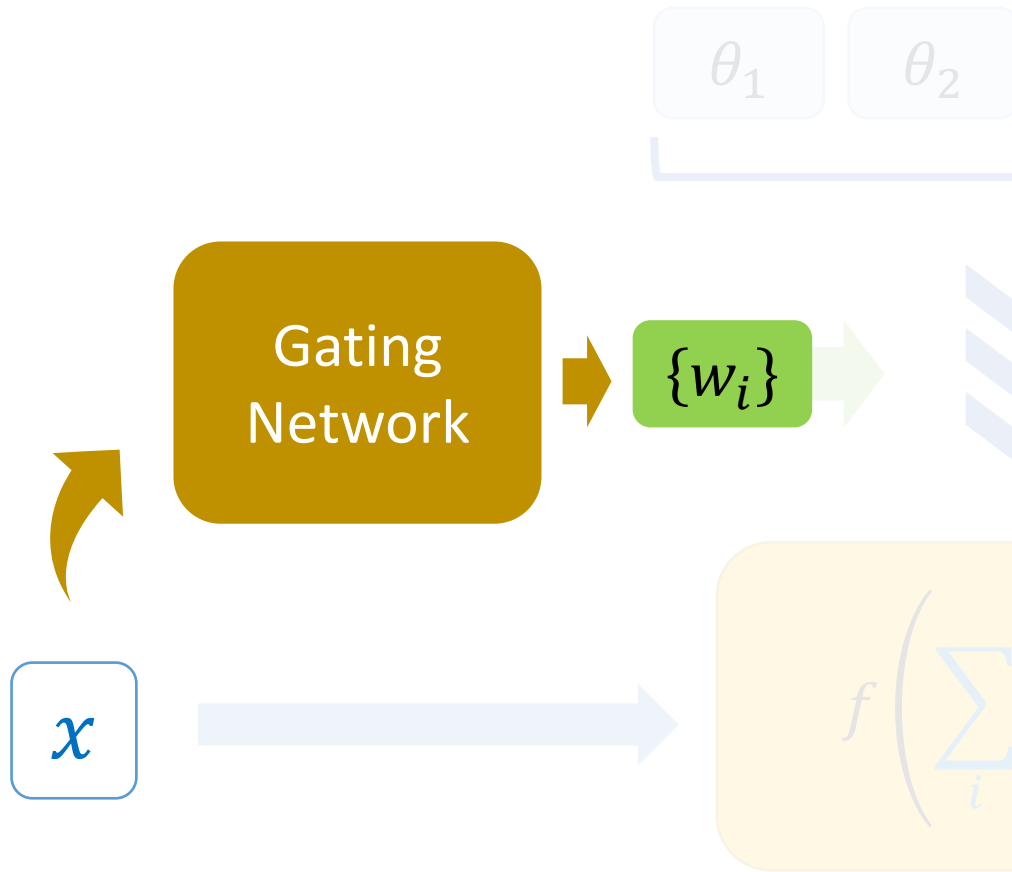 θ₁ θ₂
Gating
Network
{wᵢ}
x
f(∑ᵢ